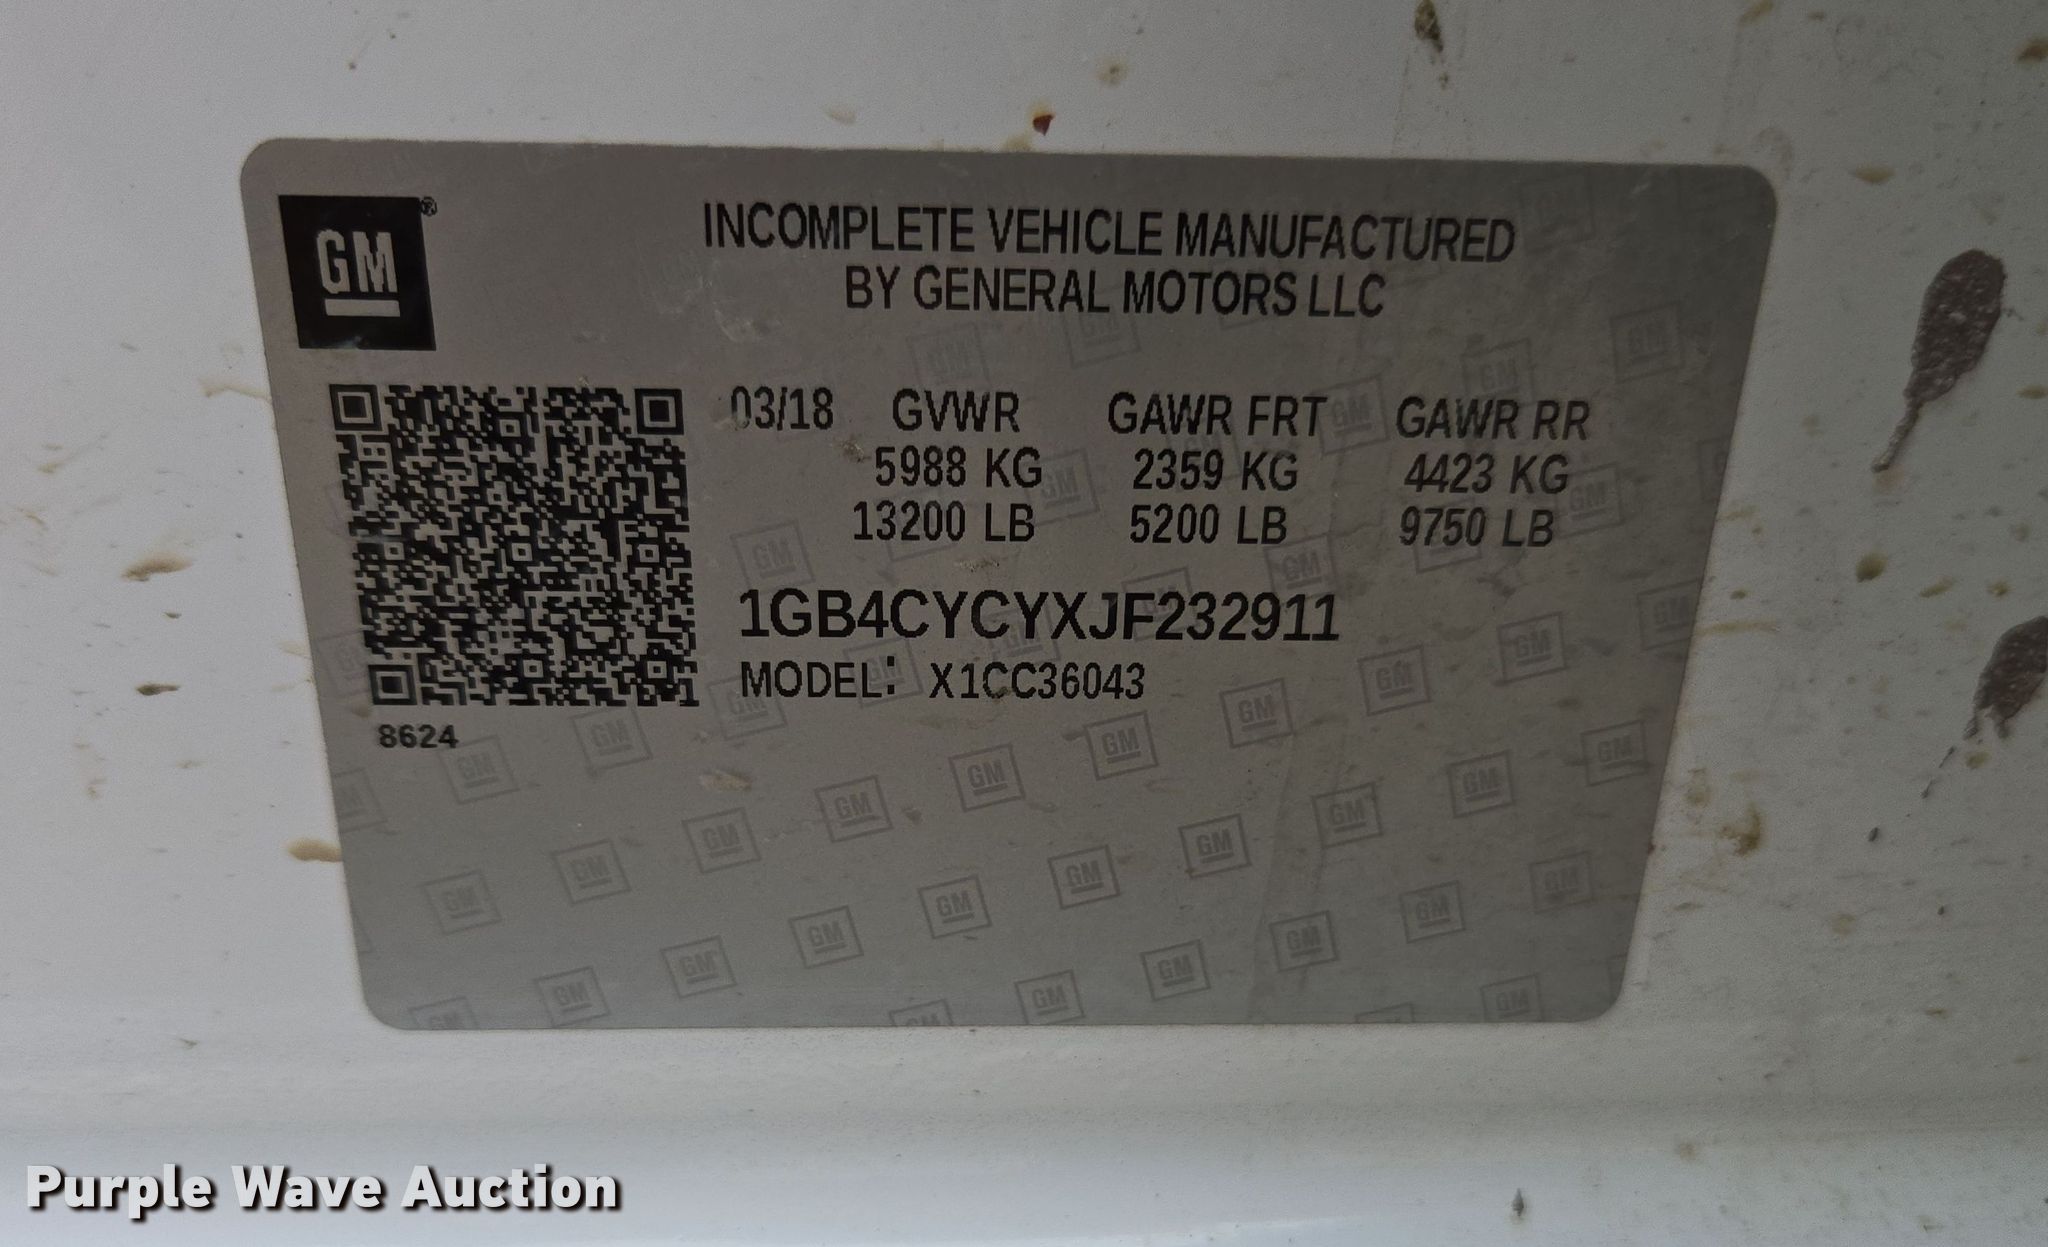 GM®
INCOMPLETE VEHICLE MANUFACTURED
BY GENERAL MOTORS LLC
03/18 GVWR GAWR FRT GAWR RR
5988 KG 2359 KG 4423 KG
13200 LB 5200 LB 9750 LB
1GB4CYCYXJF232911
MODEL: X1CC36043
8624
Purple Wave Auction